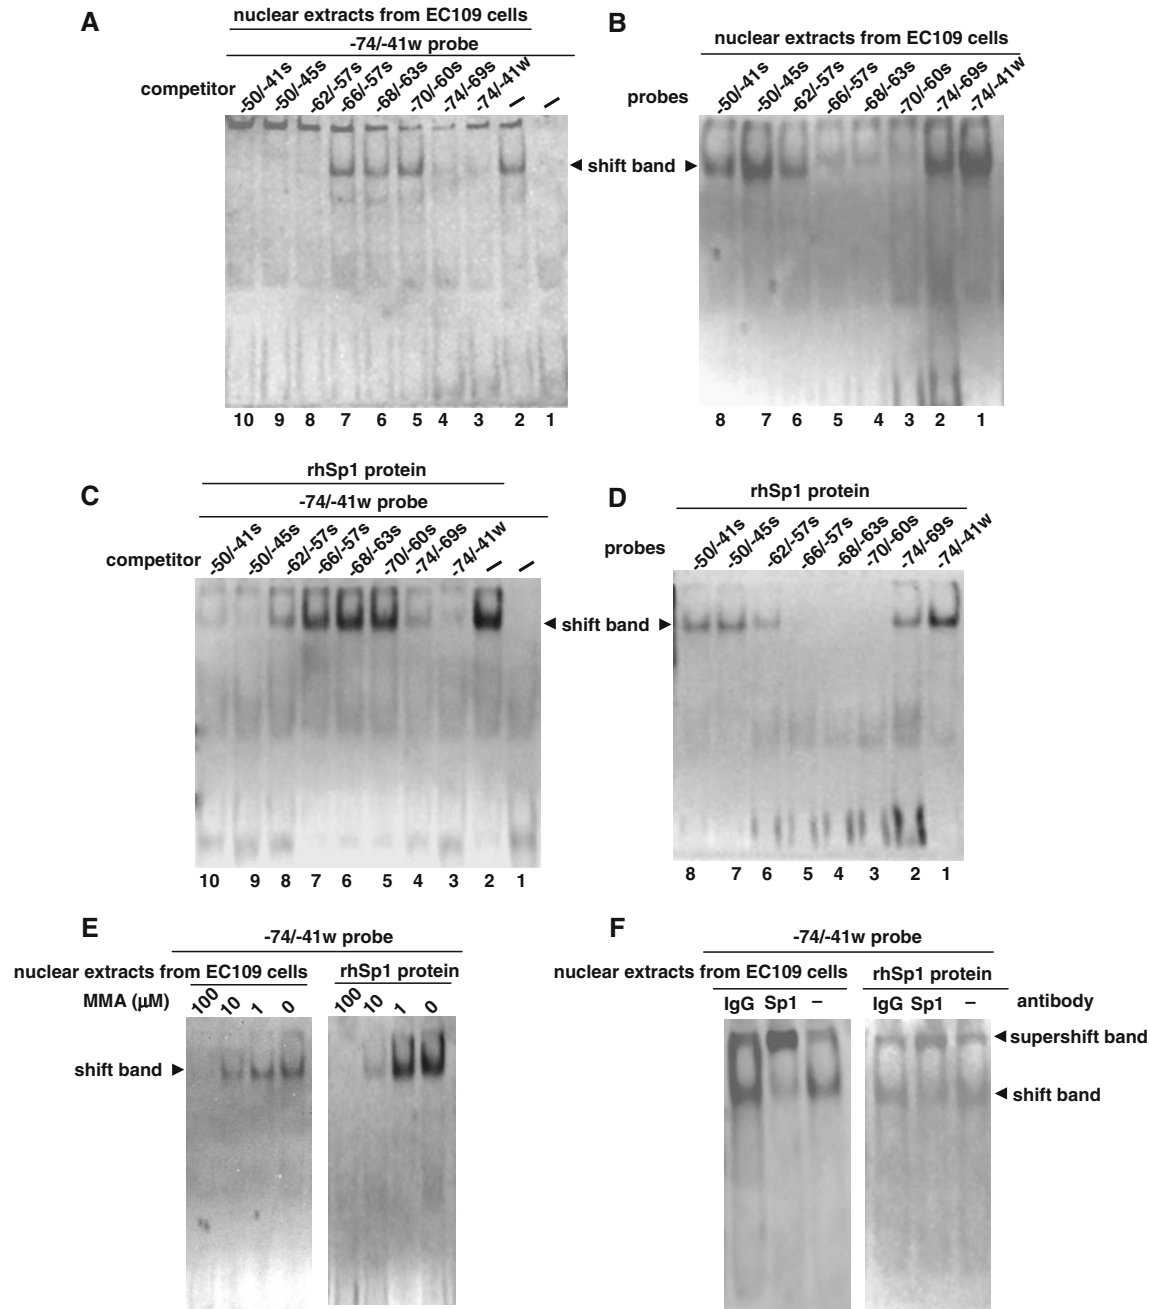 A
nuclear extracts from EC109 cells
-74/-41w probe
competitor
-50/-41s
-50/-45s
-62/-57s
-66/-57s
-68/-63s
-70/-60s
-74/-69s
-74/-41w
–
–
10 9 8 7 6 5 4 3 2 1
◄ shift band ►
B
nuclear extracts from EC109 cells
probes
-50/-41s
-50/-45s
-62/-57s
-66/-57s
-68/-63s
-70/-60s
-74/-69s
-74/-41w
8 7 6 5 4 3 2 1
C
rhSp1 protein
-74/-41w probe
competitor
-50/-41s
-50/-45s
-62/-57s
-66/-57s
-68/-63s
-70/-60s
-74/-69s
-74/-41w
–
–
10 9 8 7 6 5 4 3 2 1
◄ shift band ►
D
rhSp1 protein
probes
-50/-41s
-50/-45s
-62/-57s
-66/-57s
-68/-63s
-70/-60s
-74/-69s
-74/-41w
8 7 6 5 4 3 2 1
E
-74/-41w probe
nuclear extracts from EC109 cells rhSp1 protein
MMA (µM) 100 10 1 0 100 10 1 0
shift band ►
F
-74/-41w probe
nuclear extracts from EC109 cells rhSp1 protein
IgG Sp1 – IgG Sp1 – antibody
◄ supershift band
◄ shift band